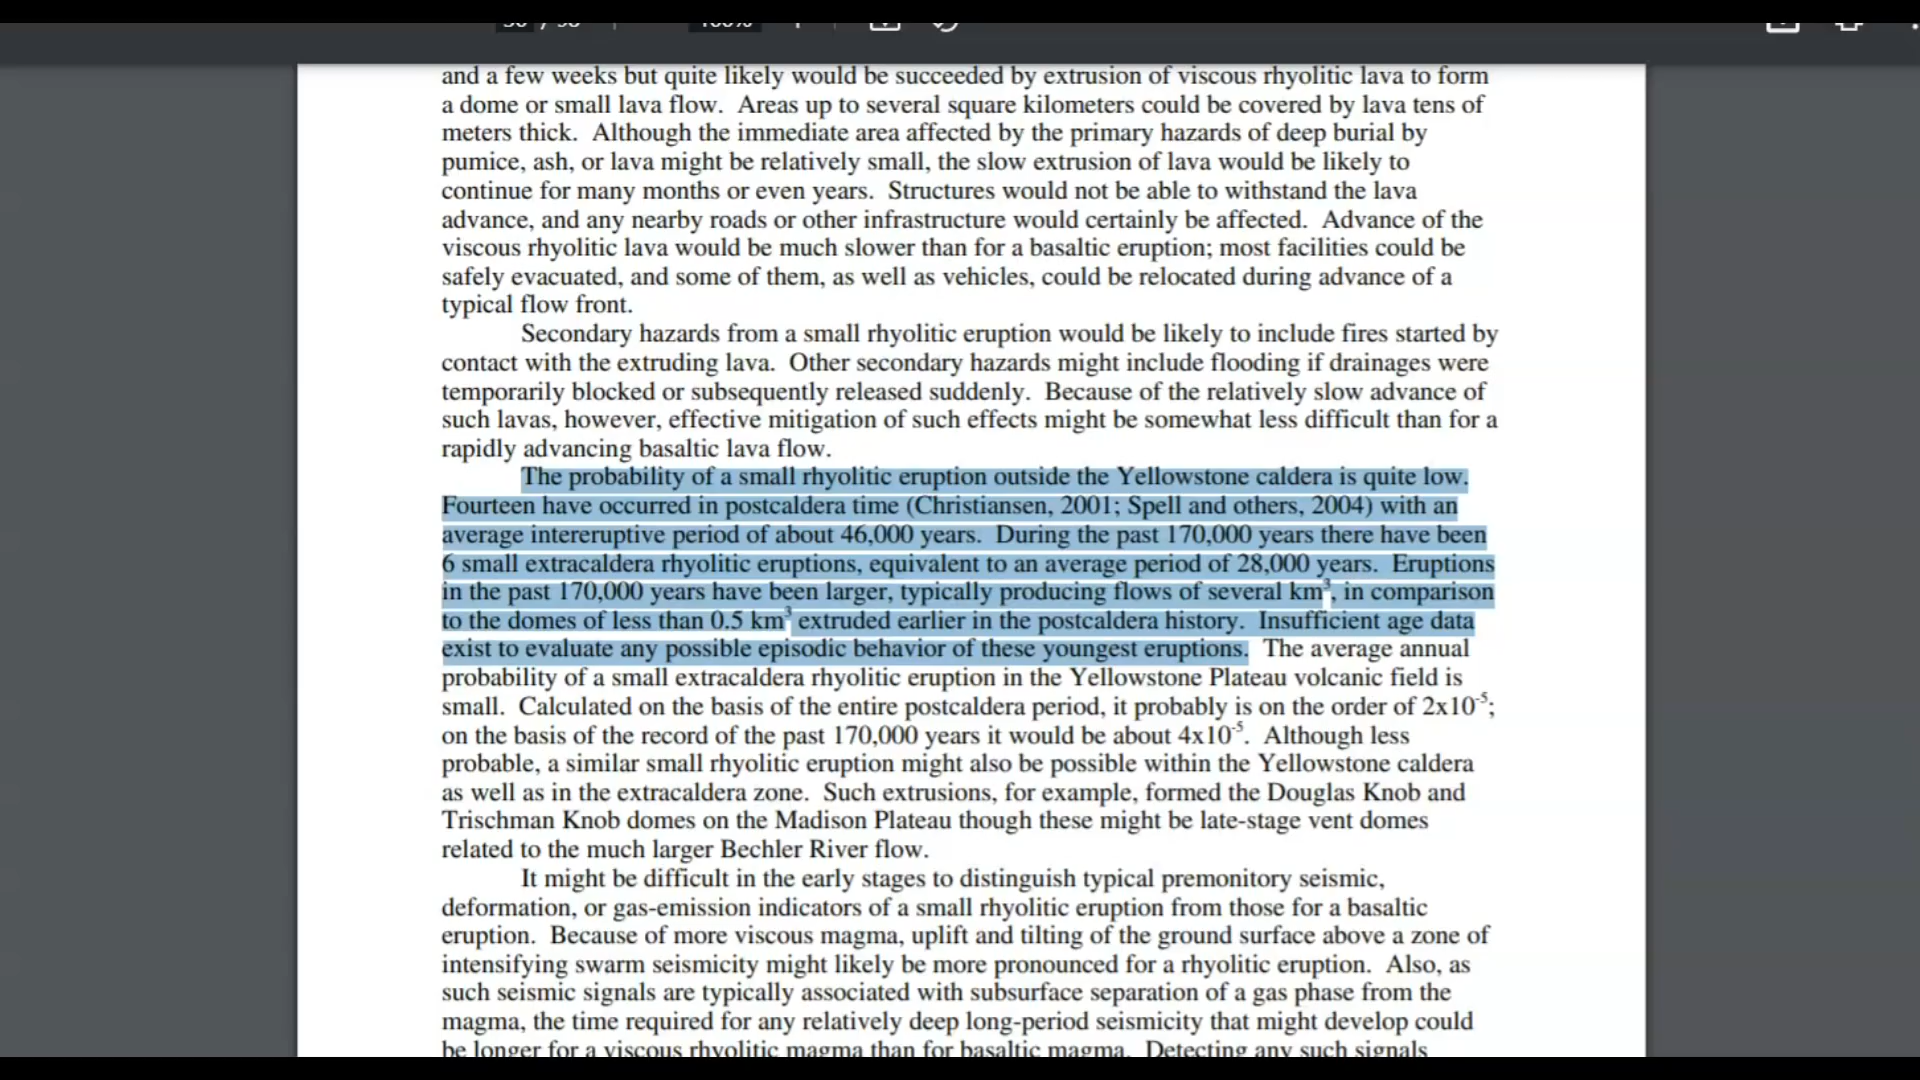 and a few weeks but quite likely would be succeeded by extrusion of viscous rhyolitic lava to form
a dome or small lava flow.  Areas up to several square kilometers could be covered by lava tens of
meters thick.  Although the immediate area affected by the primary hazards of deep burial by
pumice, ash, or lava might be relatively small, the slow extrusion of lava would be likely to
continue for many months or even years.  Structures would not be able to withstand the lava
advance, and any nearby roads or other infrastructure would certainly be affected.  Advance of the
viscous rhyolitic lava would be much slower than for a basaltic eruption; most facilities could be
safely evacuated, and some of them, as well as vehicles, could be relocated during advance of a
typical flow front.
Secondary hazards from a small rhyolitic eruption would be likely to include fires started by
contact with the extruding lava.  Other secondary hazards might include flooding if drainages were
temporarily blocked or subsequently released suddenly.  Because of the relatively slow advance of
such lavas, however, effective mitigation of such effects might be somewhat less difficult than for a
rapidly advancing basaltic lava flow.
The probability of a small rhyolitic eruption outside the Yellowstone caldera is quite low.
Fourteen have occurred in postcaldera time (Christiansen, 2001; Spell and others, 2004) with an
average intereruptive period of about 46,000 years.  During the past 170,000 years there have been
6 small extracaldera rhyolitic eruptions, equivalent to an average period of 28,000 years.  Eruptions
in the past 170,000 years have been larger, typically producing flows of several km³, in comparison
to the domes of less than 0.5 km³ extruded earlier in the postcaldera history.  Insufficient age data
exist to evaluate any possible episodic behavior of these youngest eruptions.  The average annual
probability of a small extracaldera rhyolitic eruption in the Yellowstone Plateau volcanic field is
small.  Calculated on the basis of the entire postcaldera period, it probably is on the order of 2x10⁻⁵;
on the basis of the record of the past 170,000 years it would be about 4x10⁻⁵.  Although less
probable, a similar small rhyolitic eruption might also be possible within the Yellowstone caldera
as well as in the extracaldera zone.  Such extrusions, for example, formed the Douglas Knob and
Trischman Knob domes on the Madison Plateau though these might be late-stage vent domes
related to the much larger Bechler River flow.
It might be difficult in the early stages to distinguish typical premonitory seismic,
deformation, or gas-emission indicators of a small rhyolitic eruption from those for a basaltic
eruption.  Because of more viscous magma, uplift and tilting of the ground surface above a zone of
intensifying swarm seismicity might likely be more pronounced for a rhyolitic eruption.  Also, as
such seismic signals are typically associated with subsurface separation of a gas phase from the
magma, the time required for any relatively deep long-period seismicity that might develop could
be longer for a viscous rhyolitic magma than for basaltic magma.  Detecting any such signals